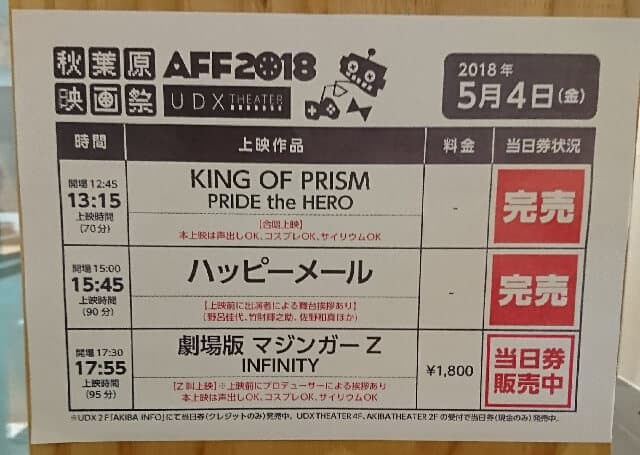 秋葉原
映画祭
AFF2018
UDX THEATER
2018年
5月4日(金)
時間 上映作品 料金 当日券状況
開場 12:45
13:15
上映時間
(70分)
KING OF PRISM
PRIDE the HERO
本上映は声出しOK、コスプレOK、サイリウムOK
-
完売
開場 15:00
15:45
上映時間
(90分)
ハッピーメール
[上映前に出演者による舞台挨拶あり]
(野呂佳代、竹財輝之助、佐野和真ほか)
-
完売
開場 17:30
17:55
上映時間
(95分)
劇場版 マジンガーZ
INFINITY
[Z叫上映]※上映前にプロデューサーによる挨拶あり
本上映は声出しOK、コスプレOK、サイリウムOK
¥1,800
当日券
販売中
※UDX 2F「AKIBA INFO」にて当日券(クレジットのみ)発売中。UDX THEATER 4F、AKIBA THEATER 2Fの受付で当日券(現金のみ)発売中。